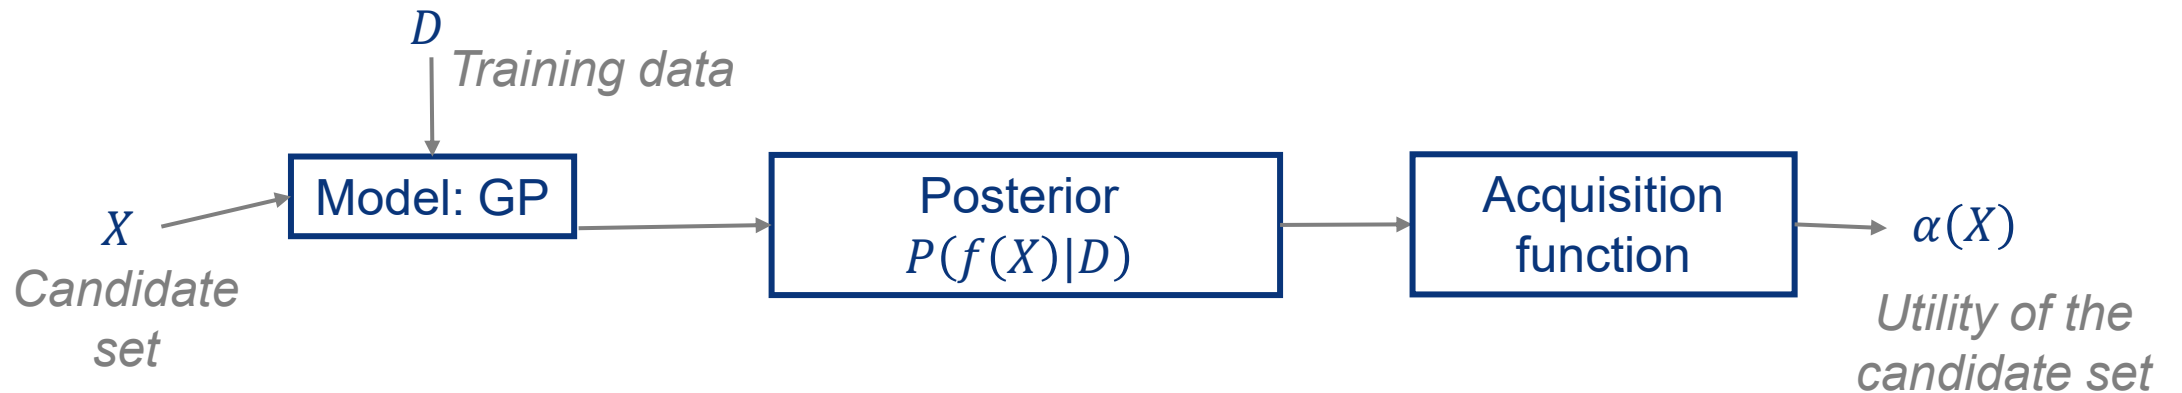 D
Training data
Model: GP
X
Candidate
set
Posterior
P(f(X)|D)
Acquisition
function
α(X)
Utility of the
candidate set